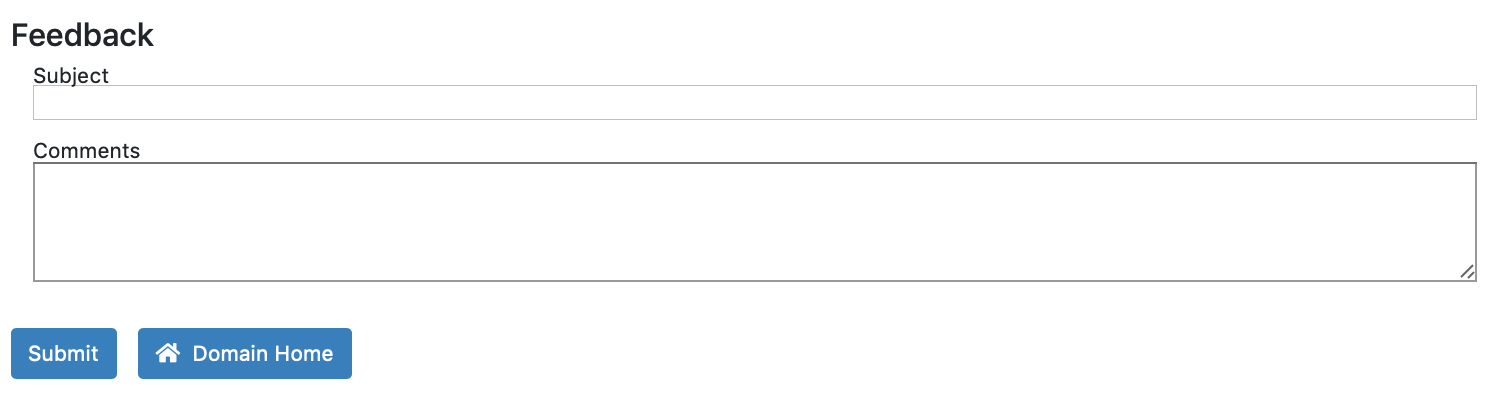 Feedback
Subject
Comments
Submit
Domain Home